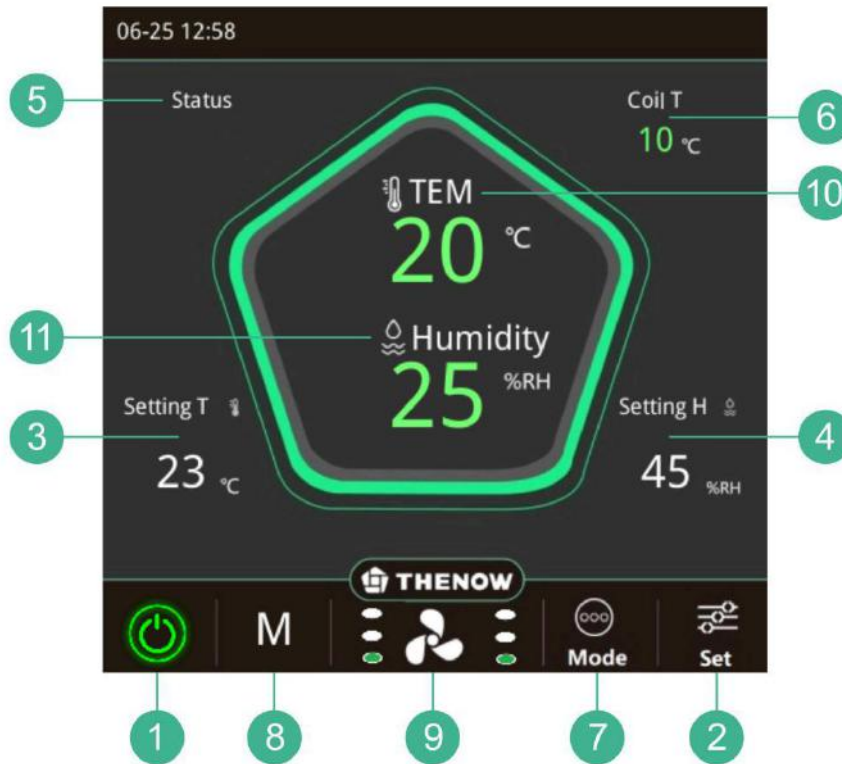 06-25 12:58
5
Status
Coil T
6
10 ℃
TEM
10
20 ℃
11
Humidity
25 %RH
Setting T
Setting H
3
4
23 ℃
45 %RH
THENOW
M
Mode
Set
1
8
9
7
2